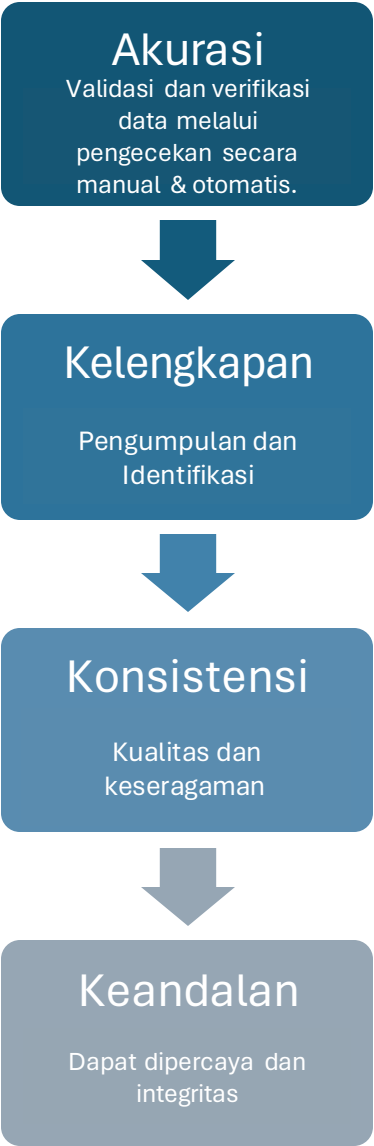 Akurasi
Validasi dan verifikasi
data melalui
pengecekan secara
manual & otomatis.
Kelengkapan
Pengumpulan dan
Identifikasi
Konsistensi
Kualitas dan
keseragaman
Keandalan
Dapat dipercaya dan
integritas